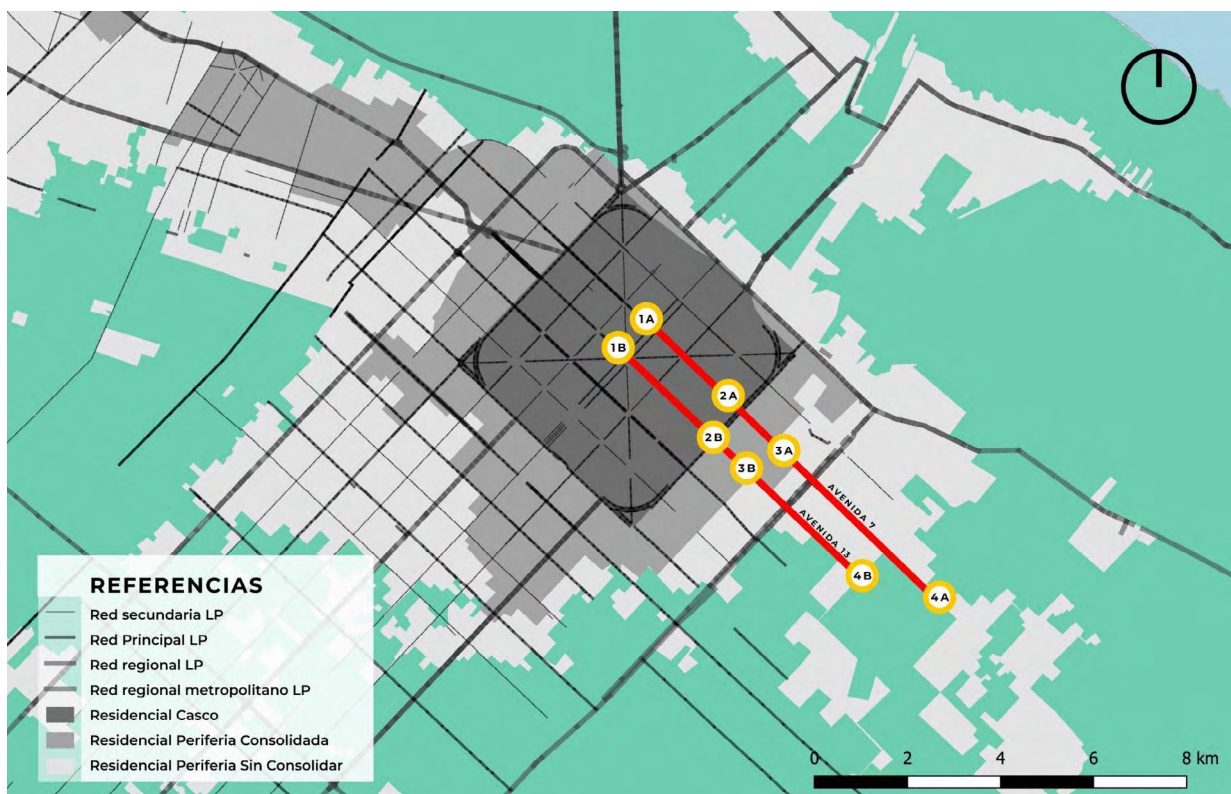 1A
1B
2A
2B
3A
3B
AVENIDA 7
AVENIDA 13
4B
4A
REFERENCIAS
Red secundaria LP
Red Principal LP
Red regional LP
Red regional metropolitano LP
Residencial Casco
Residencial Periferia Consolidada
Residencial Periferia Sin Consolidar
0 2 4 6 8 km